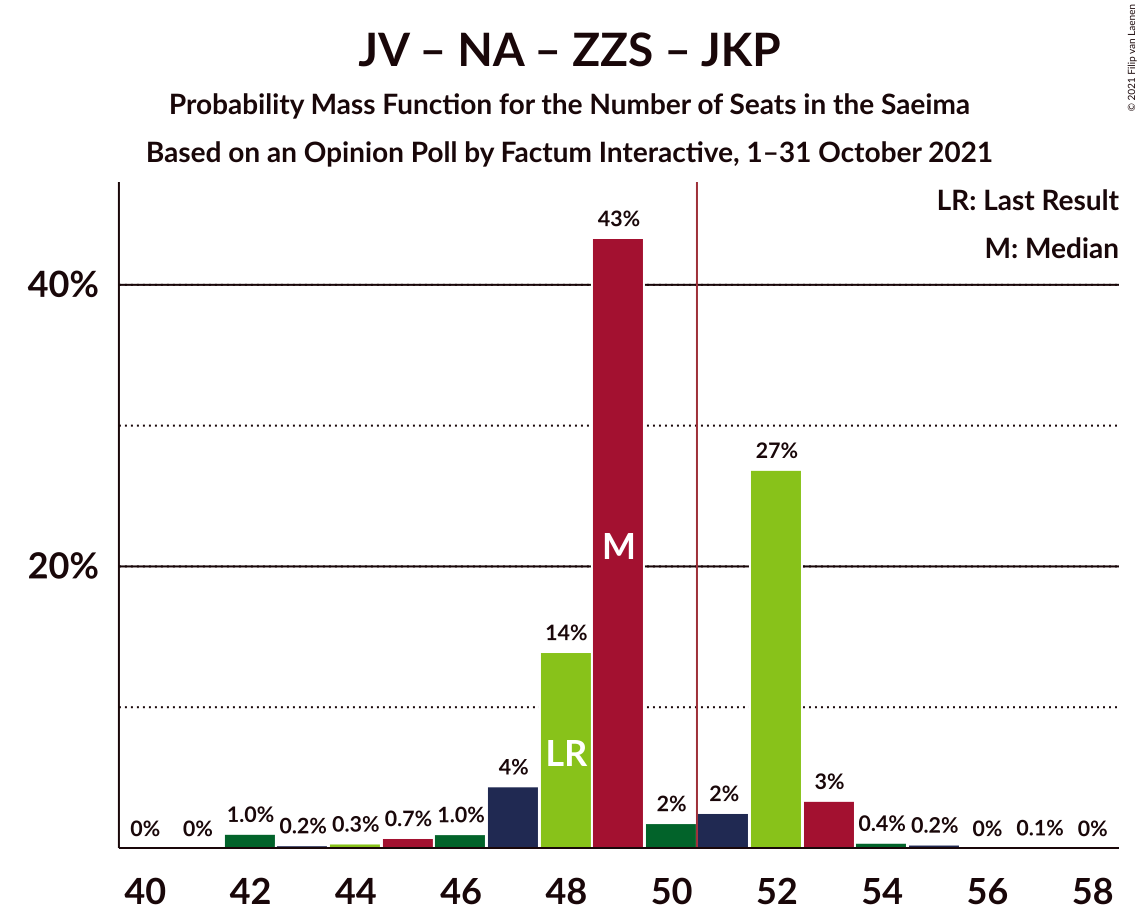 JV – NA – ZZS – JKP
Probability Mass Function for the Number of Seats in the Saeima
Based on an Opinion Poll by Factum Interactive, 1–31 October 2021
© 2021 Filip van Laenen
LR: Last Result
M: Median
40%
20%
0%
0%
1.0%
0.2%
0.3%
0.7%
1.0%
4%
14%
43%
2%
2%
27%
3%
0.4%
0.2%
0%
0.1%
0%
M
LR
40 42 44 46 48 50 52 54 56 58